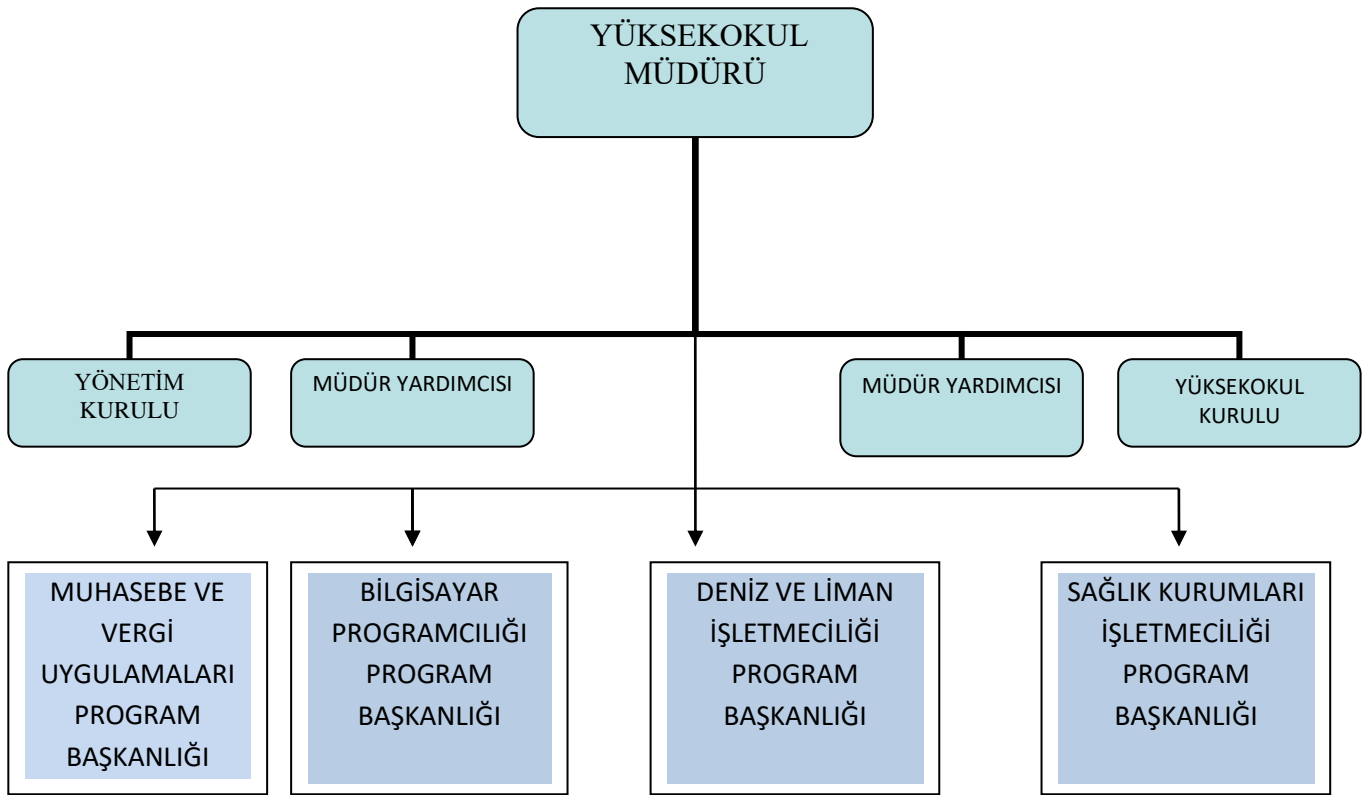 YÜKSEKOKUL
MÜDÜRÜ
YÖNETİM
KURULU
MÜDÜR YARDIMCISI
MÜDÜR YARDIMCISI
YÜKSEKOKUL
KURULU
MUHASEBE VE
VERGİ
UYGULAMALARI
PROGRAM
BAŞKANLIĞI
BİLGİSAYAR
PROGRAMCILIĞI
PROGRAM
BAŞKANLIĞI
DENİZ VE LİMAN
İŞLETMECİLİĞİ
PROGRAM
BAŞKANLIĞI
SAĞLIK KURUMLARI
İŞLETMECİLİĞİ
PROGRAM
BAŞKANLIĞI